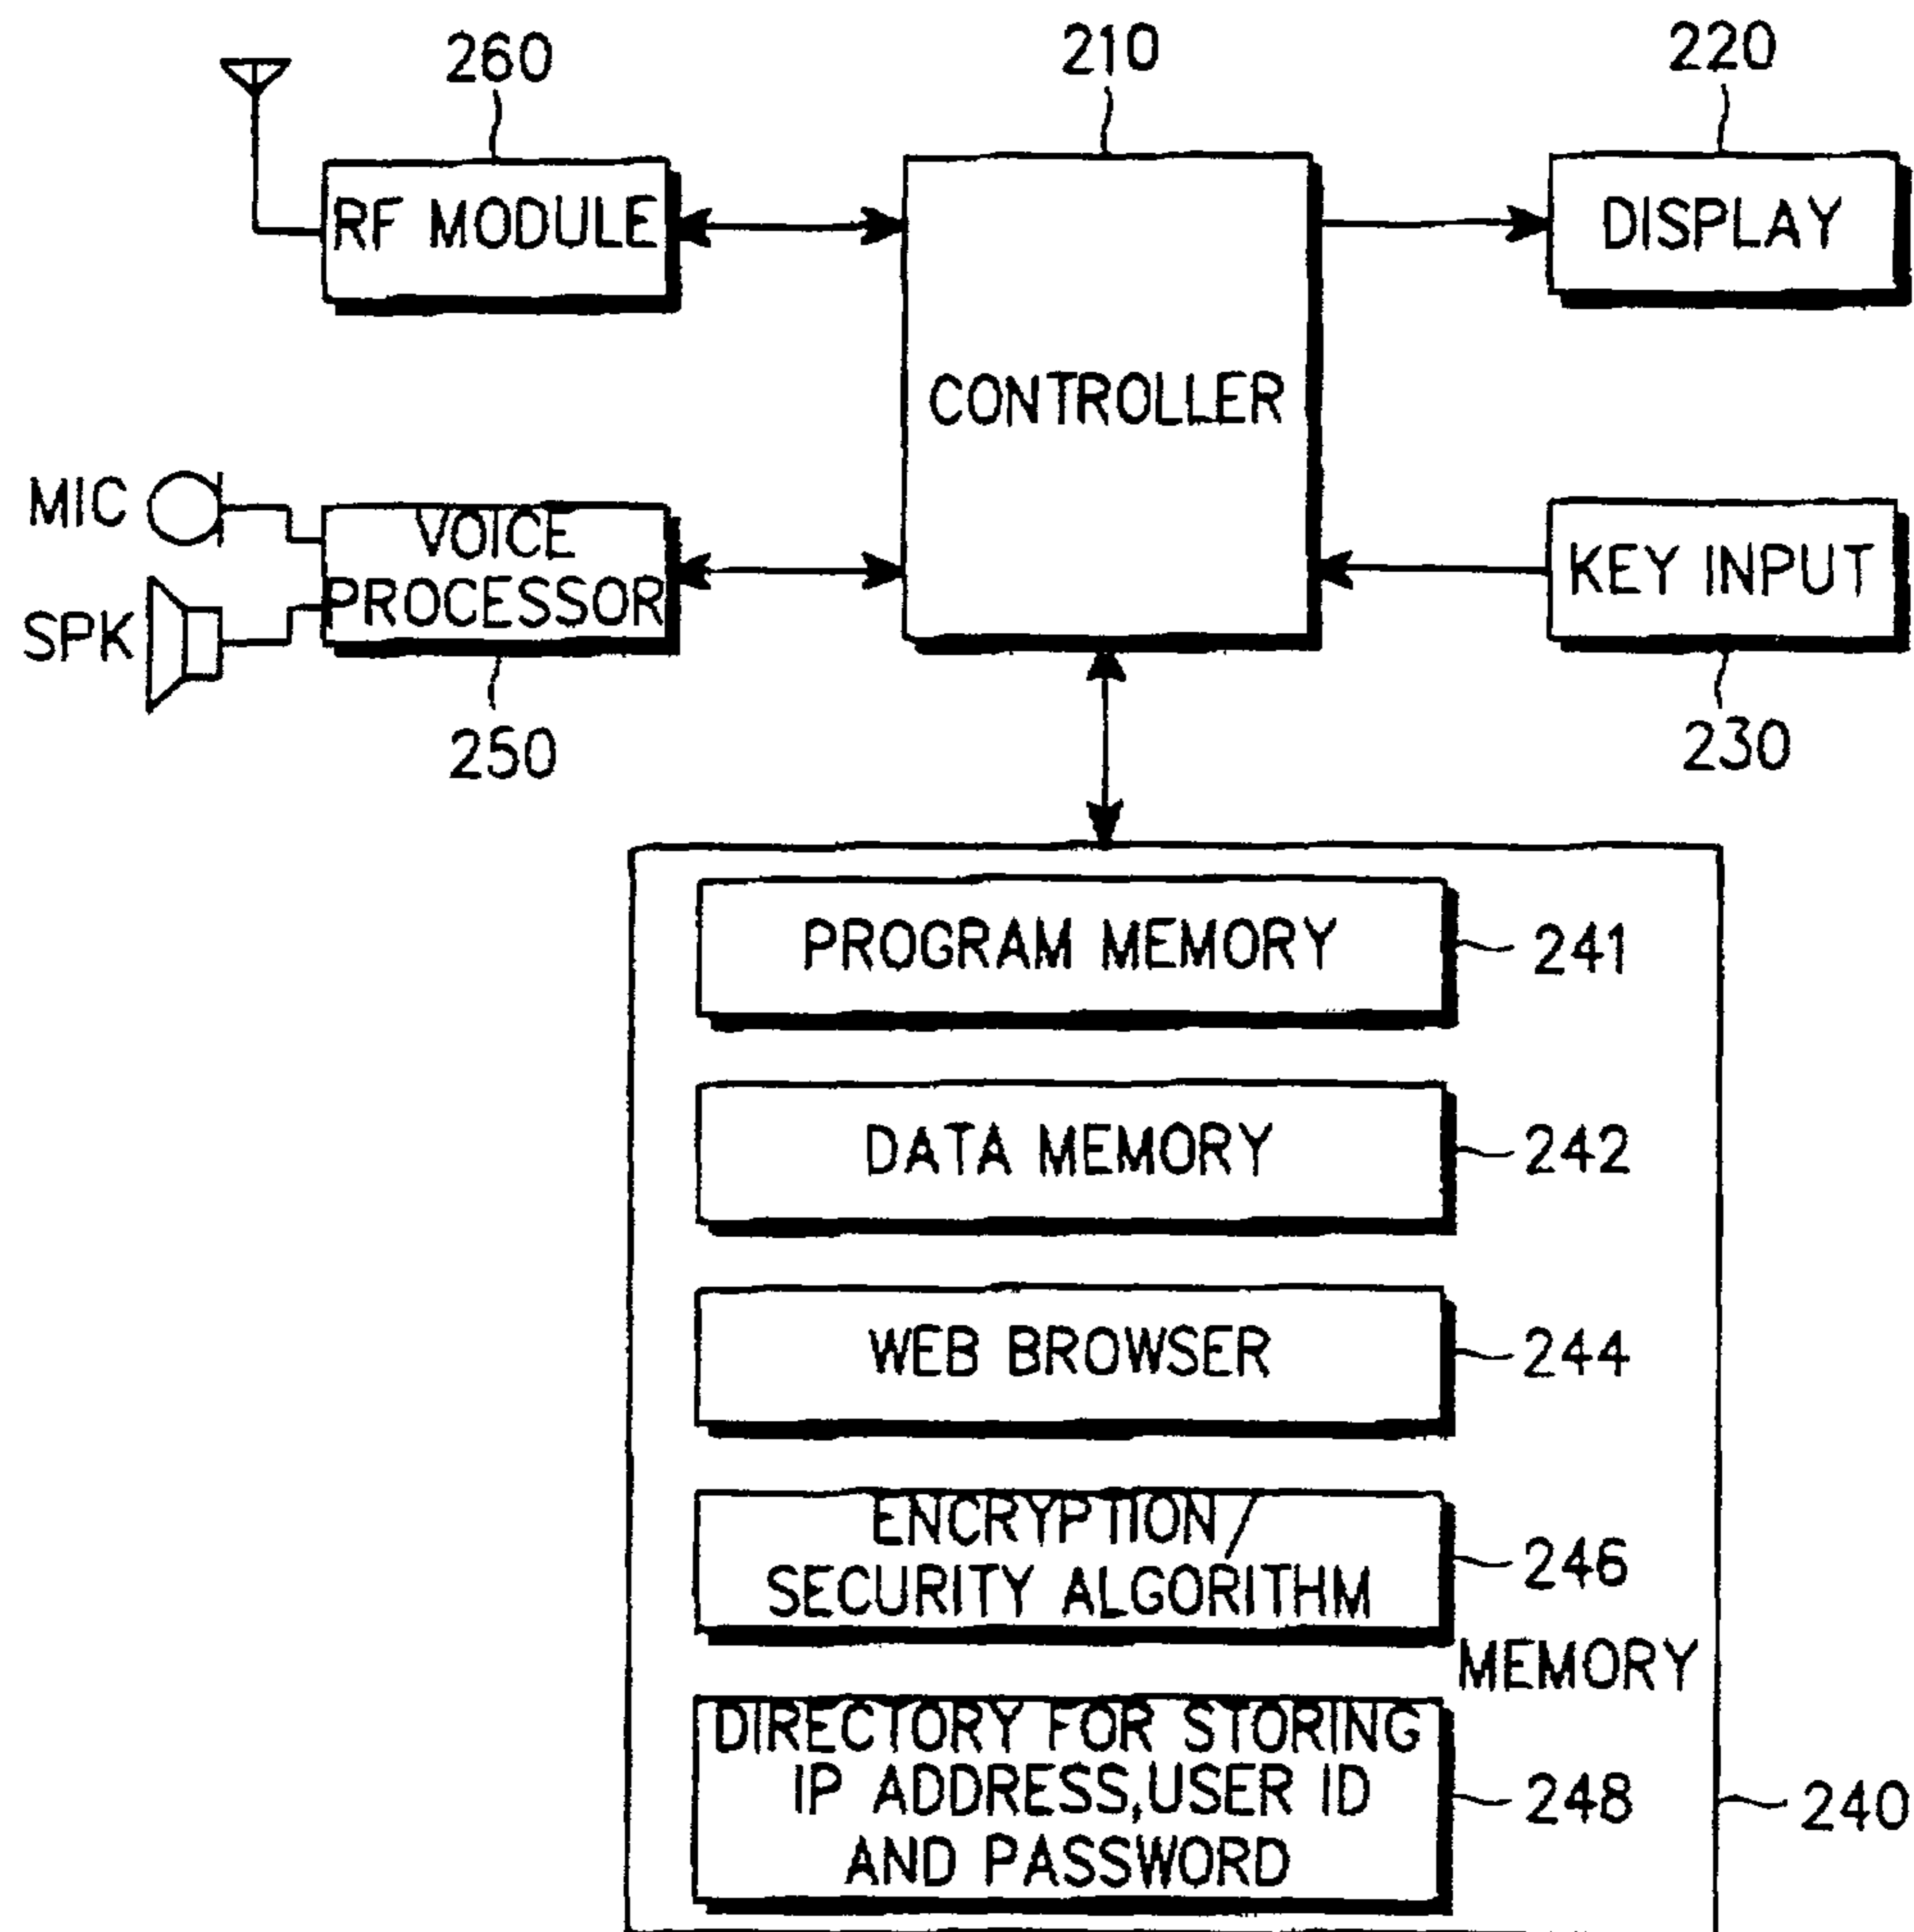 260
210
220
RF MODULE
DISPLAY
CONTROLLER
MIC
VOICE
PROCESSOR
KEY INPUT
SPK
250
230
PROGRAM MEMORY
241
DATA MEMORY
242
WEB BROWSER
244
ENCRYPTION/
SECURITY ALGORITHM
246
MEMORY
DIRECTORY FOR STORING
IP ADDRESS,USER ID
AND PASSWORD
248
240